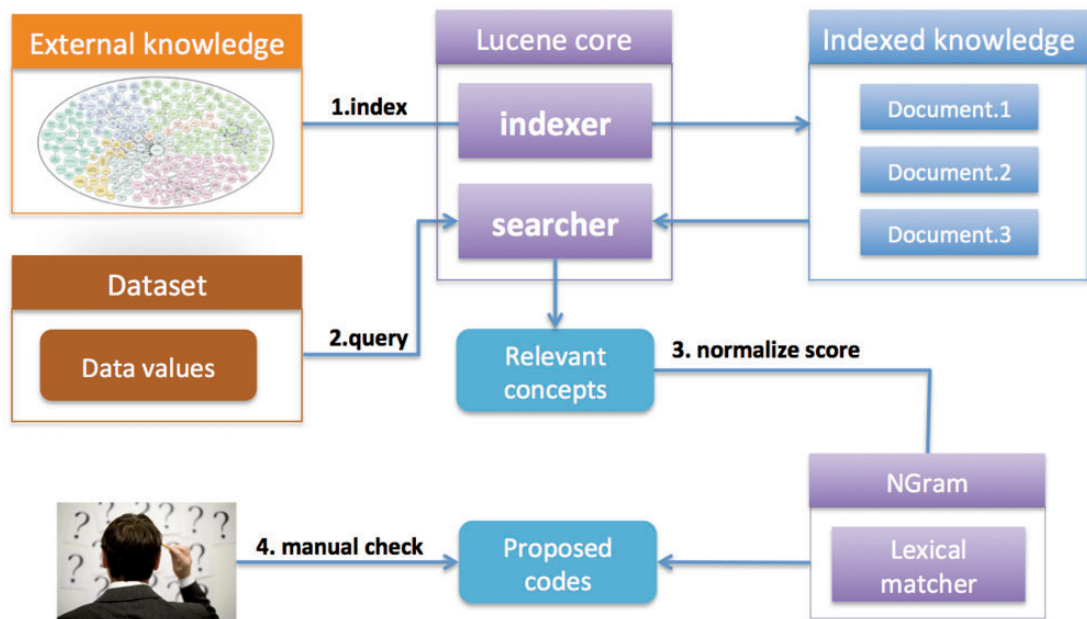 External knowledge
Lucene core
Indexed knowledge
1.index
indexer
Document.1
Document.2
searcher
Document.3
Dataset
2.query
Data values
Relevant
concepts
3. normalize score
NGram
4. manual check
Proposed
codes
Lexical
matcher
? ? ? ? ? ? ? ?